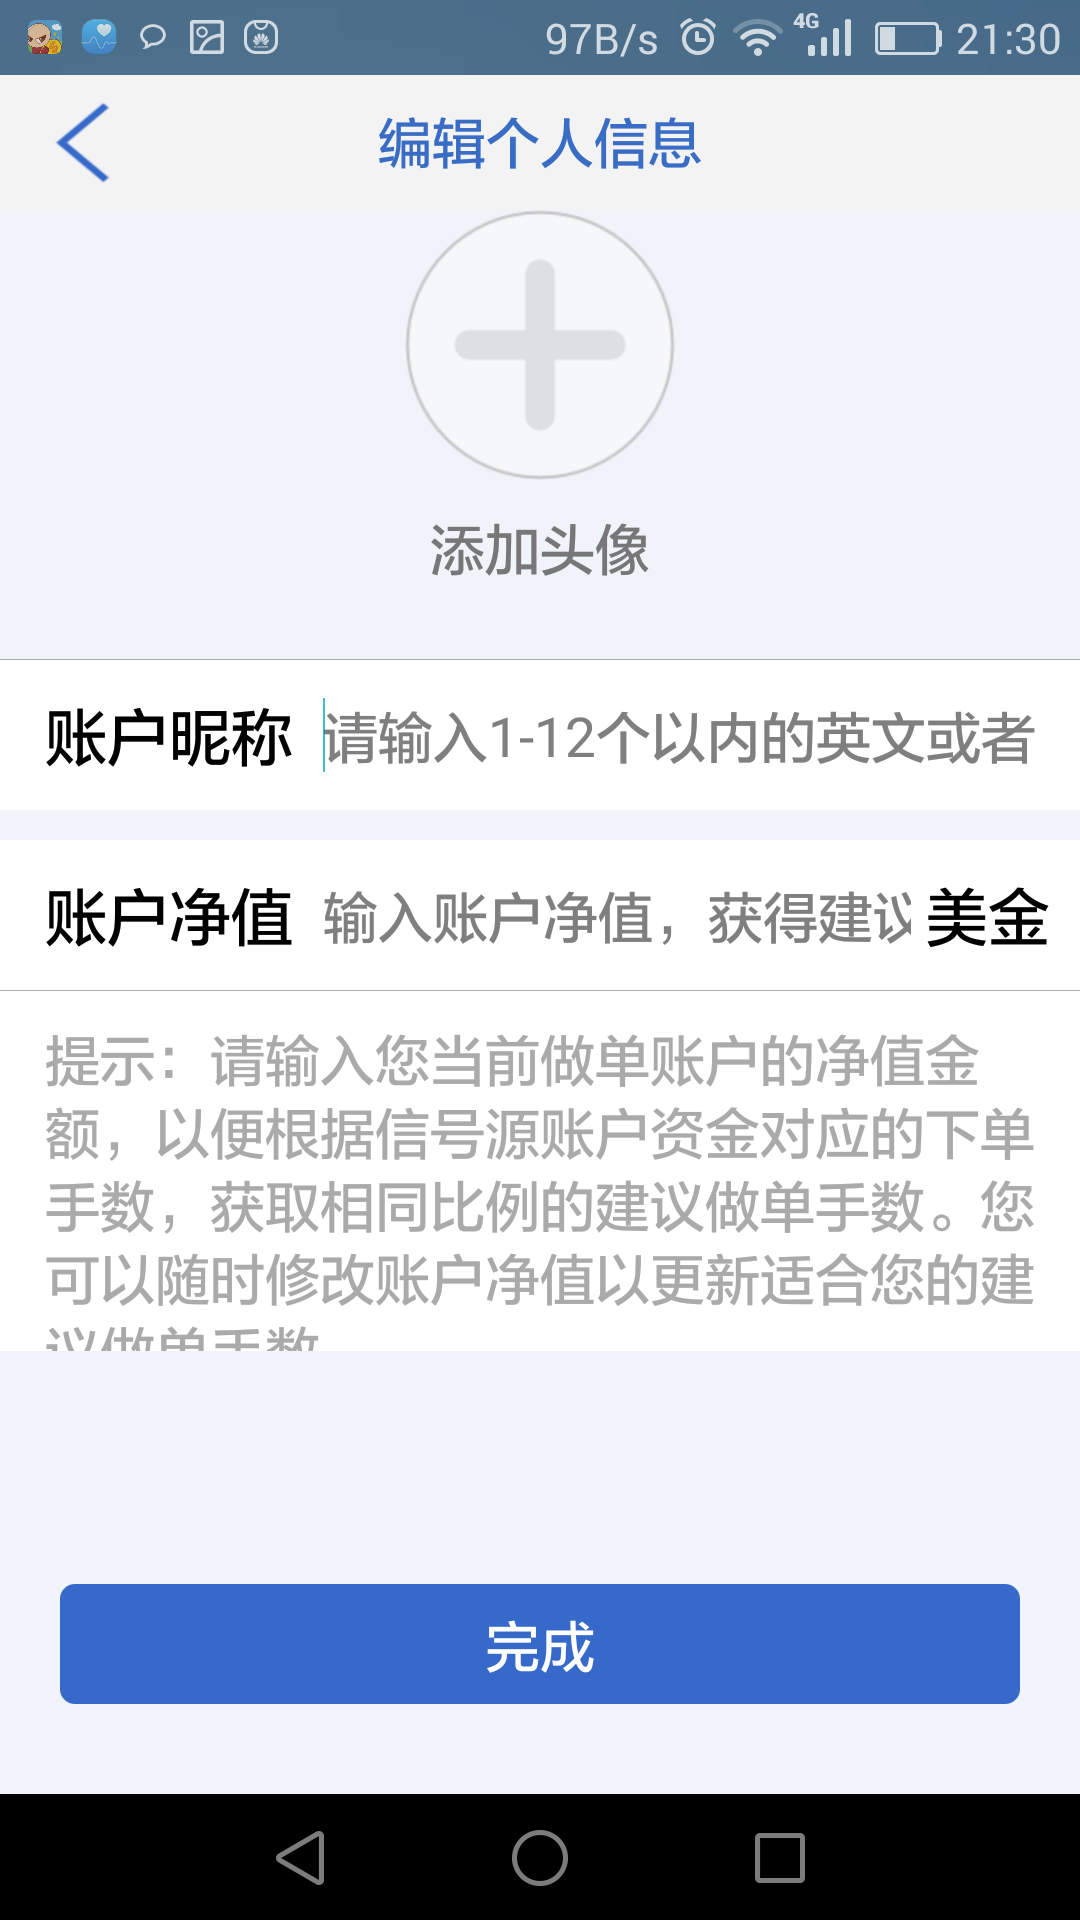 97B/s 4G 21:30
编辑个人信息
添加头像
账户昵称 请输入1-12个以内的英文或者
账户净值 输入账户净值，获得建议 美金
提示：请输入您当前做单账户的净值金
额，以便根据信号源账户资金对应的下单
手数，获取相同比例的建议做单手数。您
可以随时修改账户净值以更新适合您的建
议做单手数
完成